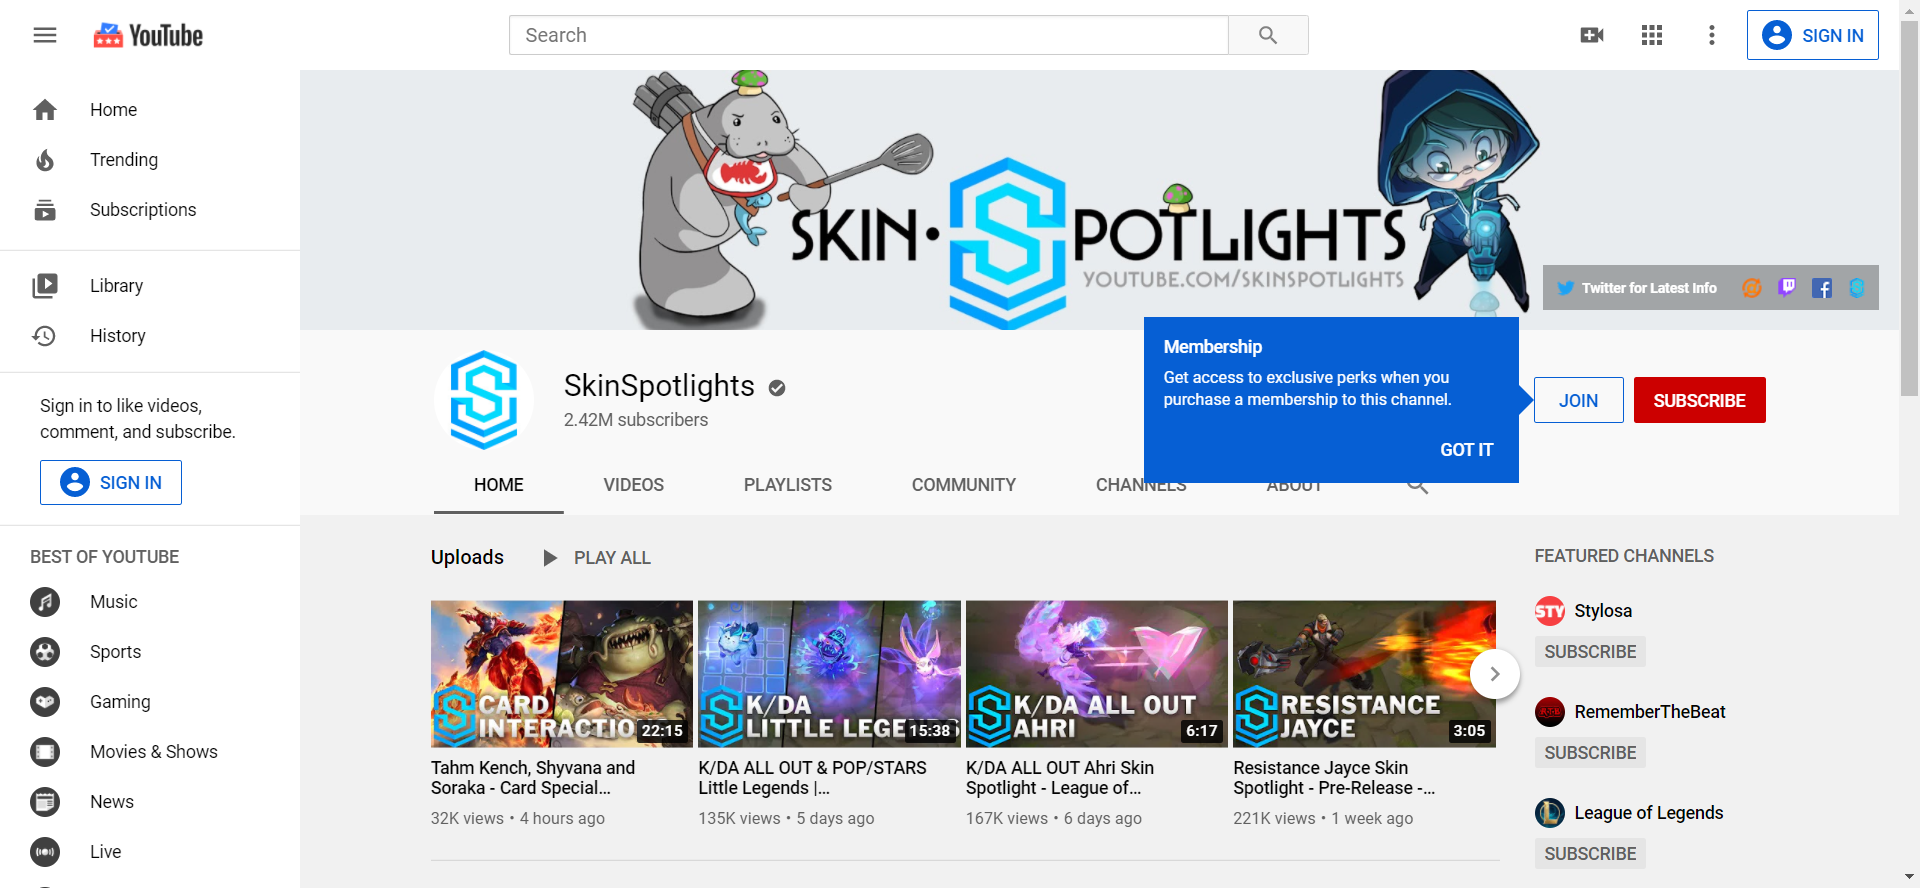 YouTube
Search
SIGN IN
Home
Trending
Subscriptions
Library
History
Sign in to like videos,
comment, and subscribe.
SIGN IN
BEST OF YOUTUBE
Music
Sports
Gaming
Movies & Shows
News
Live
SKIN·SPOTLIGHTS
YOUTUBE.COM/SKINSPOTLIGHTS
Twitter for Latest Info
SkinSpotlights
2.42M subscribers
Membership
Get access to exclusive perks when you
purchase a membership to this channel.
GOT IT
JOIN
SUBSCRIBE
HOME VIDEOS PLAYLISTS COMMUNITY CHANNELS ABOUT
Uploads PLAY ALL
CARD
INTERACTIO
22:15
Tahm Kench, Shyvana and
Soraka - Card Special...
32K views • 4 hours ago
K/DA
LITTLE LEGENDS
15:38
K/DA ALL OUT & POP/STARS
Little Legends |...
135K views • 5 days ago
K/DA ALL OUT
AHRI
6:17
K/DA ALL OUT Ahri Skin
Spotlight - League of...
167K views • 6 days ago
RESISTANCE
JAYCE
3:05
Resistance Jayce Skin
Spotlight - Pre-Release -...
221K views • 1 week ago
FEATURED CHANNELS
STY
Stylosa
SUBSCRIBE
RememberTheBeat
SUBSCRIBE
League of Legends
SUBSCRIBE